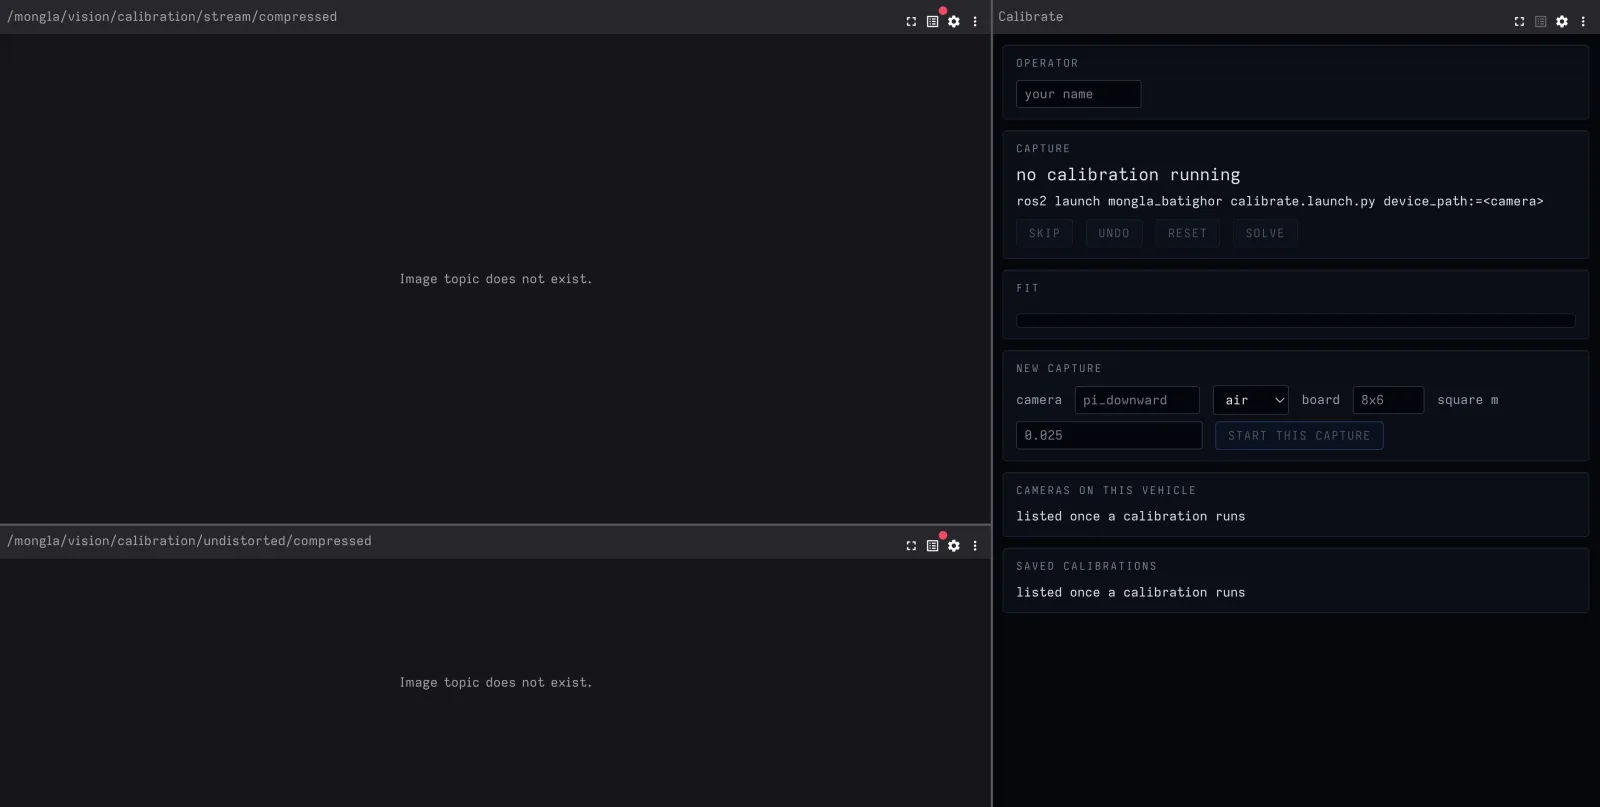 /mongla/vision/calibration/stream/compressed
Image topic does not exist.
/mongla/vision/calibration/undistorted/compressed
Image topic does not exist.
Calibrate
OPERATOR
your name
CAPTURE
no calibration running
ros2 launch mongla_batighor calibrate.launch.py device_path:=<camera>
SKIP UNDO RESET SOLVE
FIT
NEW CAPTURE
camera pi_downward air board 8x6 square m
0.025 START THIS CAPTURE
CAMERAS ON THIS VEHICLE
listed once a calibration runs
SAVED CALIBRATIONS
listed once a calibration runs